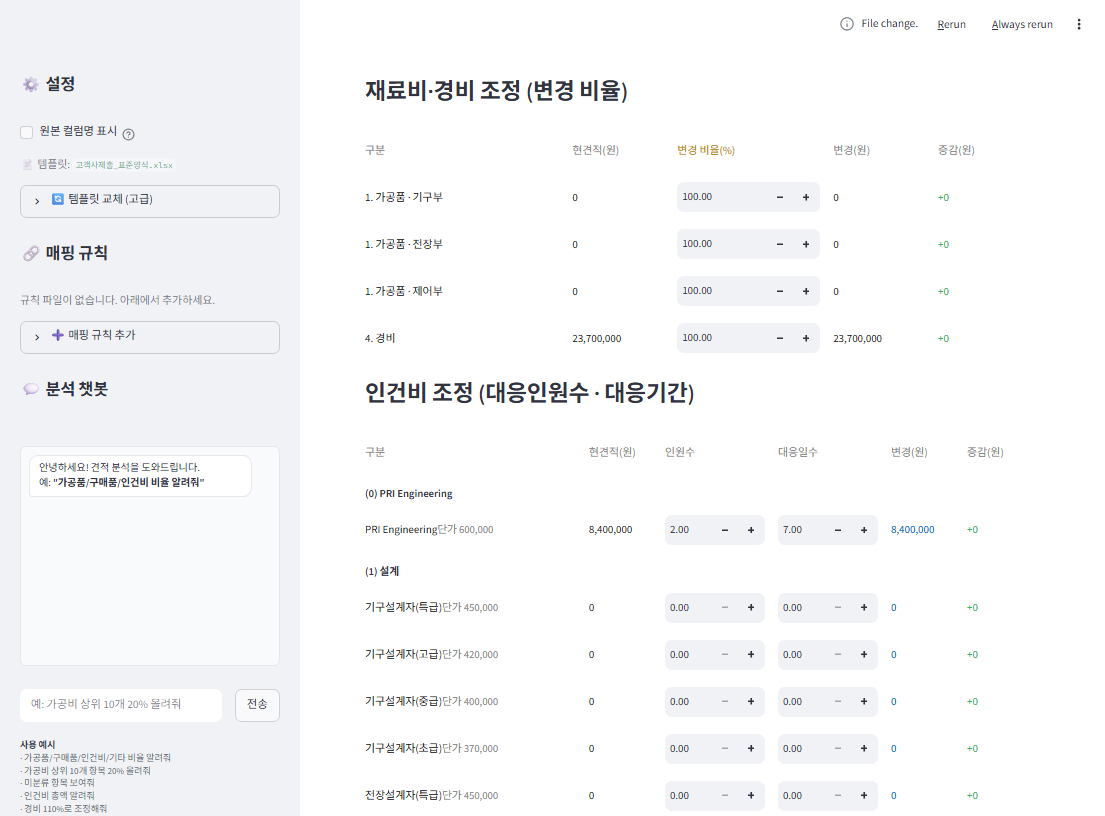 File change. Rerun Always rerun
설정
원본 컬럼명 표시
템플릿: 고객사제출_표준양식.xlsx
템플릿 교체 (고급)
매핑 규칙
규칙 파일이 없습니다. 아래에서 추가하세요.
매핑 규칙 추가
분석 챗봇
안녕하세요! 견적 분석을 도와드립니다.
예: "가공품/구매품/인건비 비율 알려줘"
예: 가공비 상위 10개 20% 올려줘
전송
사용 예시
· 가공품/구매품/인건비/기타 비율 알려줘
· 가공비 상위 10개 항목 20% 올려줘
· 미분류 항목 보여줘
· 인건비 총액 알려줘
· 경비 110%로 조정해줘
재료비·경비 조정 (변경 비율)
구분 현견적(원) 변경 비율(%) 변경(원) 증감(원)
1. 가공품 · 기구부 0 100.00 − + 0 +0
1. 가공품 · 전장부 0 100.00 − + 0 +0
1. 가공품 · 제어부 0 100.00 − + 0 +0
4. 경비 23,700,000 100.00 − + 23,700,000 +0
인건비 조정 (대응인원수 · 대응기간)
구분 현견적(원) 인원수 대응일수 변경(원) 증감(원)
(0) PRI Engineering
PRI Engineering단가 600,000 8,400,000 2.00 − + 7.00 − + 8,400,000 +0
(1) 설계
기구설계자(특급)단가 450,000 0 0.00 − + 0.00 − + 0 +0
기구설계자(고급)단가 420,000 0 0.00 − + 0.00 − + 0 +0
기구설계자(중급)단가 400,000 0 0.00 − + 0.00 − + 0 +0
기구설계자(초급)단가 370,000 0 0.00 − + 0.00 − + 0 +0
전장설계자(특급)단가 450,000 0 0.00 − + 0.00 − + 0 +0